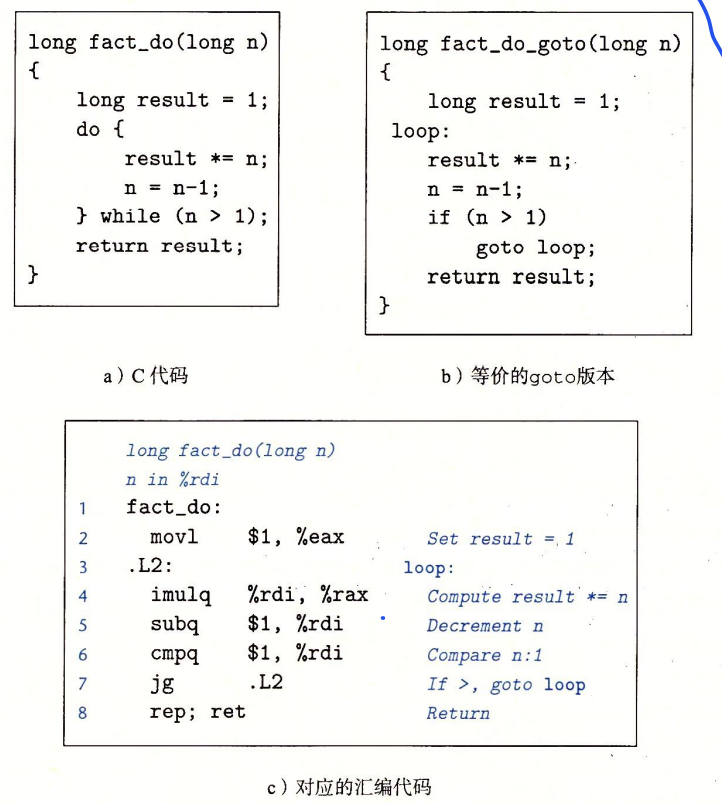 long fact_do(long n)
{
    long result = 1;
    do {
        result *= n;
        n = n-1;
    } while (n > 1);
    return result;
}
a）C 代码
long fact_do_goto(long n)
{
    long result = 1;
 loop:
    result *= n;
    n = n-1;
    if (n > 1)
        goto loop;
    return result;
}
b）等价的goto版本
long fact_do(long n)
n in %rdi
1 fact_do:
2 movl $1, %eax Set result = 1
3 .L2: loop:
4 imulq %rdi, %rax Compute result *= n
5 subq $1, %rdi Decrement n
6 cmpq $1, %rdi Compare n:1
7 jg .L2 If >, goto loop
8 rep; ret Return
c）对应的汇编代码